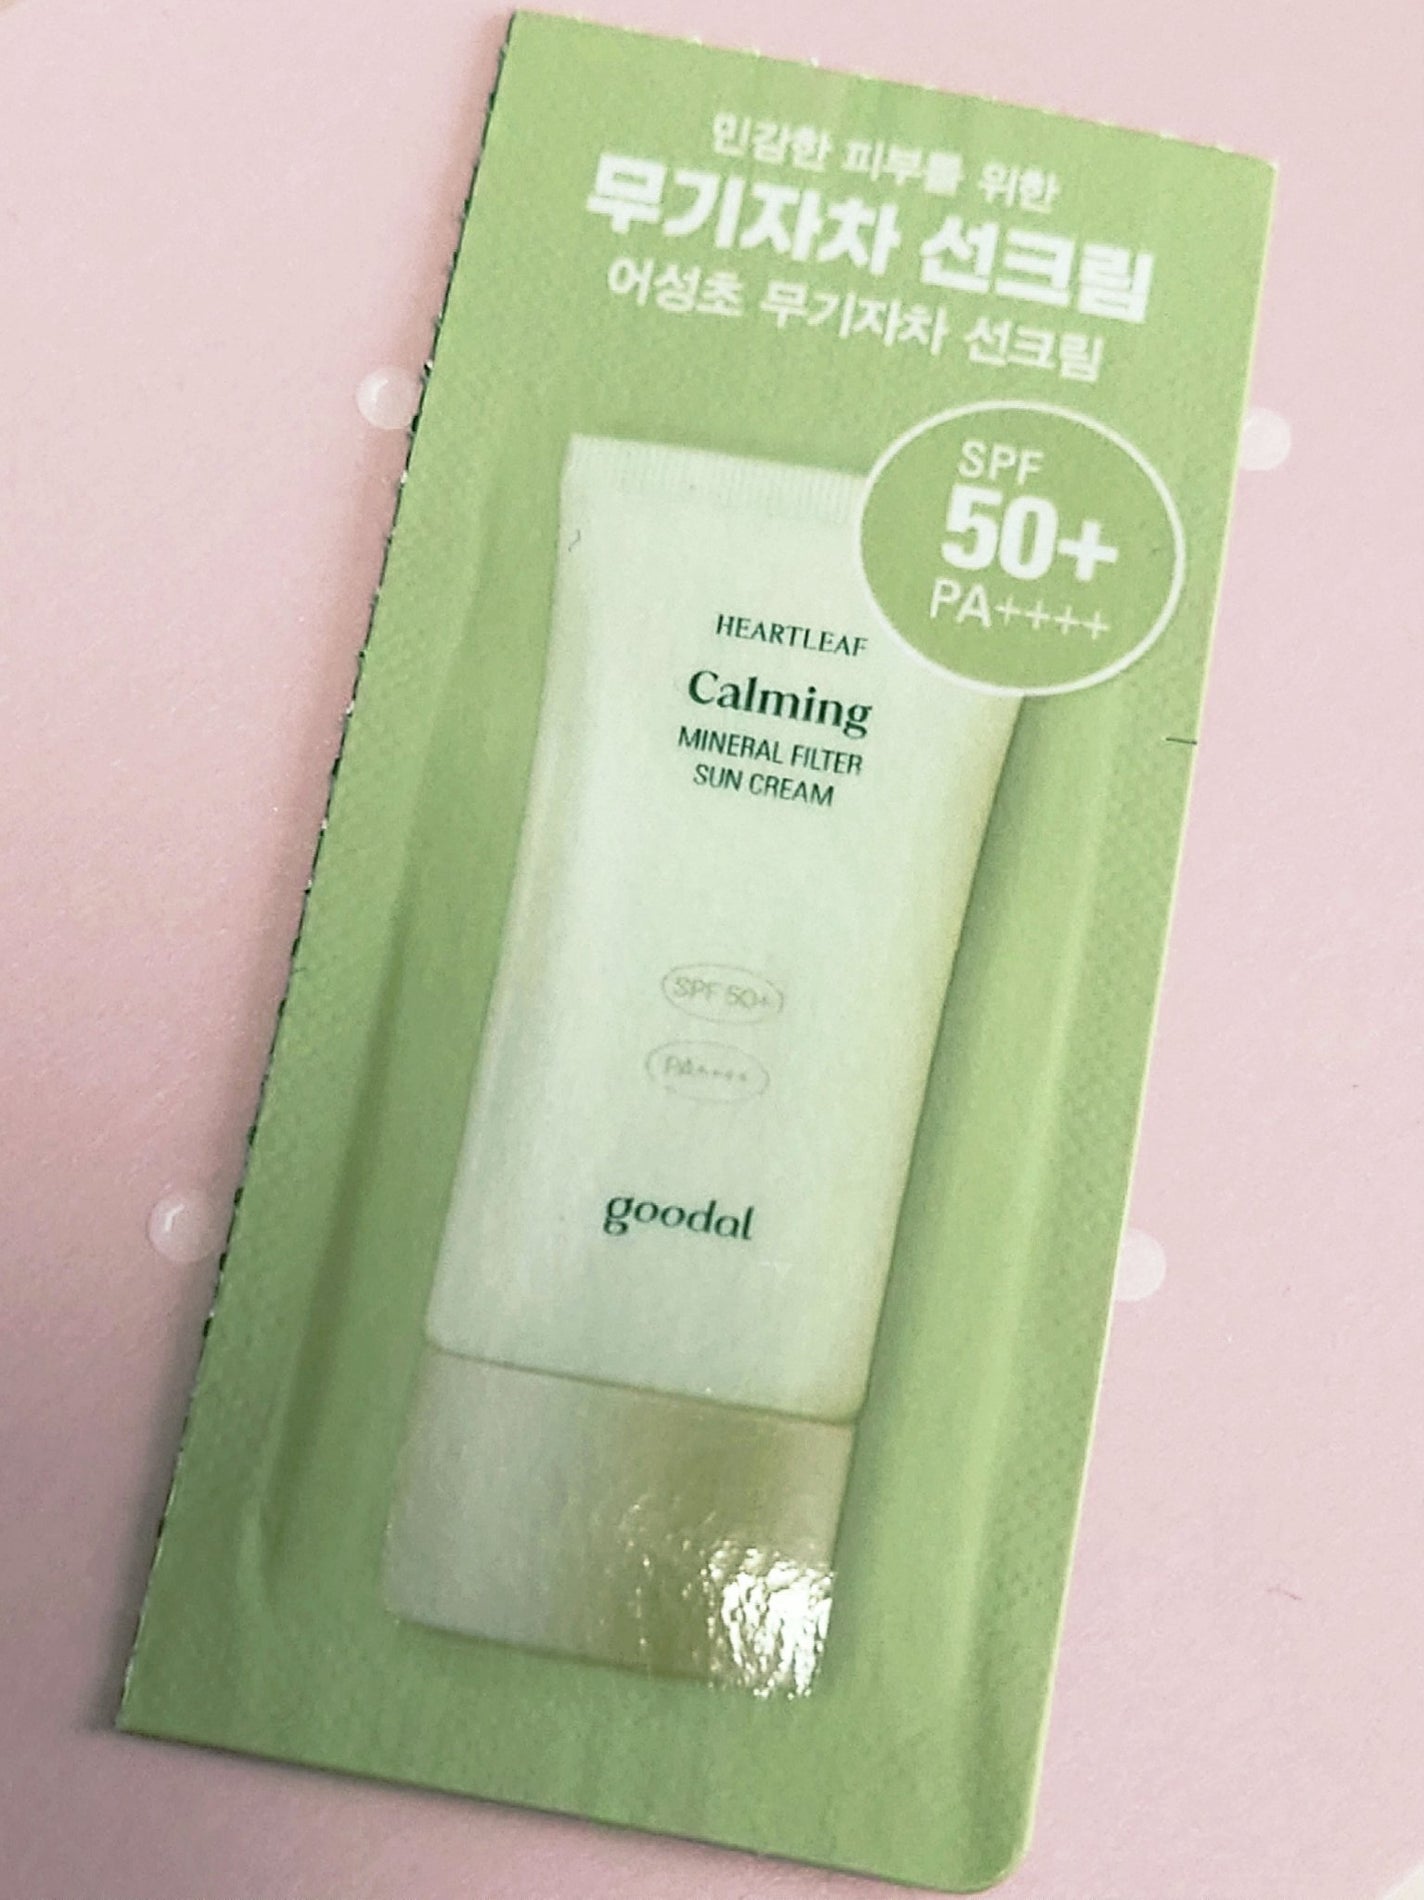 민감한 피부를 위한
무기자차 선크림
어성초 무기자차 선크림
SPF
50+
PA++++
HEARTLEAF
Calming
MINERAL FILTER
SUN CREAM
SPF 50+
PA++++
goodal